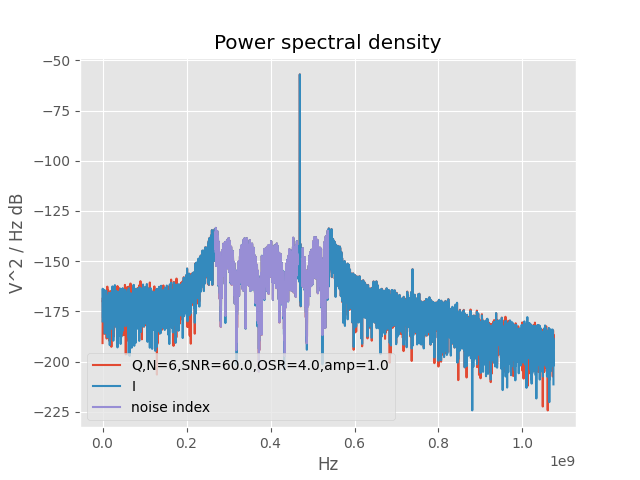 Power spectral density
V^2 / Hz dB
−50
−75
−100
−125
−150
−175
−200
−225
Q,N=6,SNR=60.0,OSR=4.0,amp=1.0
I
noise index
0.0 0.2 0.4 0.6 0.8 1.0
1e9
Hz